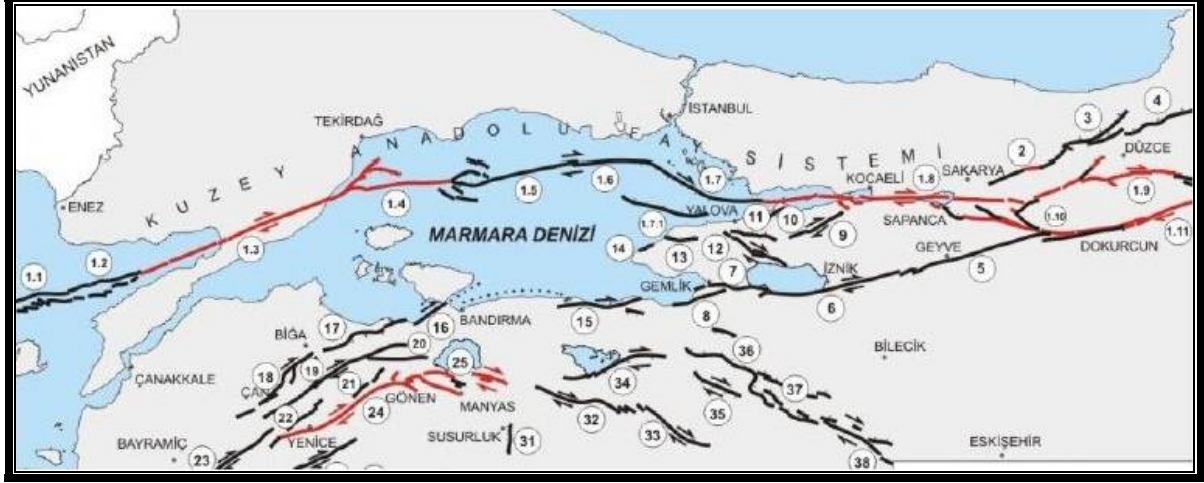 YUNANİSTAN
İSTANBUL
TEKİRDAĞ
KUZEY ANADOLU FAY SİSTEMİ
4
3
DÜZCE
2
KOCAELİ
1.8
SAKARYA
1.7
1.9
1.6
1.5
1.4
ENEZ
YALOVA
11
10
SAPANCA
1.10
1.11
1.7.1
9
MARMARA DENİZİ
1.3
1.2
1.1
14
13
12
GEYVE
DOKURCUN
7
İZNİK
5
GEMLİK
6
8
15
16
BANDIRMA
17
BİGA
20
BİLECİK
36
25
19
18
ÇANAKKALE
ÇAN
21
34
37
35
GÖNEN
MANYAS
24
22
32
33
BAYRAMİÇ
YENİCE
SUSURLUK
31
ESKİŞEHİR
23
38